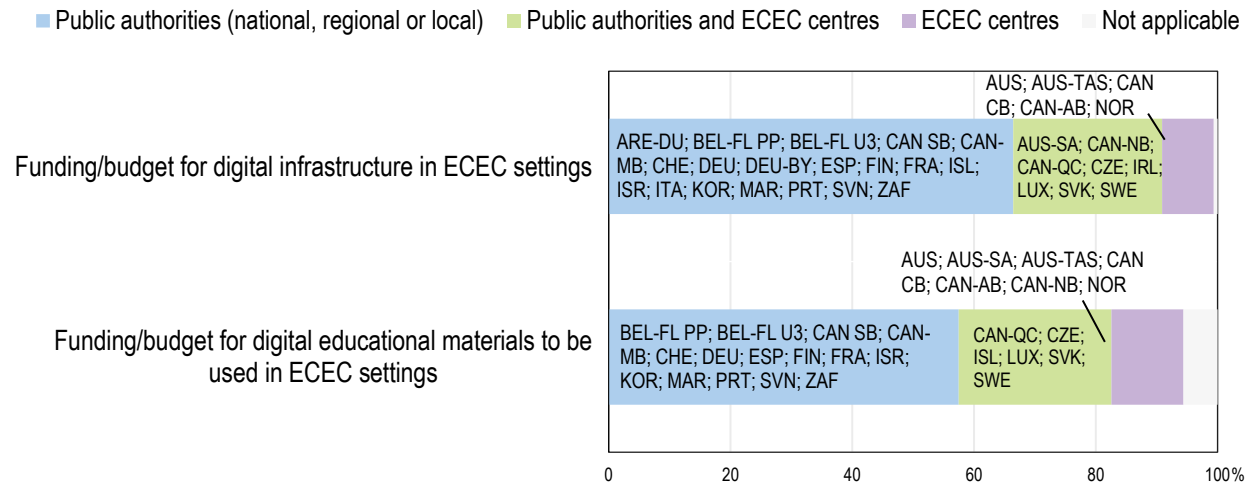 Public authorities (national, regional or local) Public authorities and ECEC centres ECEC centres Not applicable
AUS; AUS-TAS; CAN
CB; CAN-AB; NOR
Funding/budget for digital infrastructure in ECEC settings
ARE-DU; BEL-FL PP; BEL-FL U3; CAN SB; CAN-
MB; CHE; DEU; DEU-BY; ESP; FIN; FRA; ISL;
ISR; ITA; KOR; MAR; PRT; SVN; ZAF
AUS-SA; CAN-NB;
CAN-QC; CZE; IRL;
LUX; SVK; SWE
AUS; AUS-SA; AUS-TAS; CAN
CB; CAN-AB; CAN-NB; NOR
Funding/budget for digital educational materials to be
used in ECEC settings
BEL-FL PP; BEL-FL U3; CAN SB; CAN-
MB; CHE; DEU; ESP; FIN; FRA; ISR;
KOR; MAR; PRT; SVN; ZAF
CAN-QC; CZE;
ISL; LUX; SVK;
SWE
0 20 40 60 80 100%